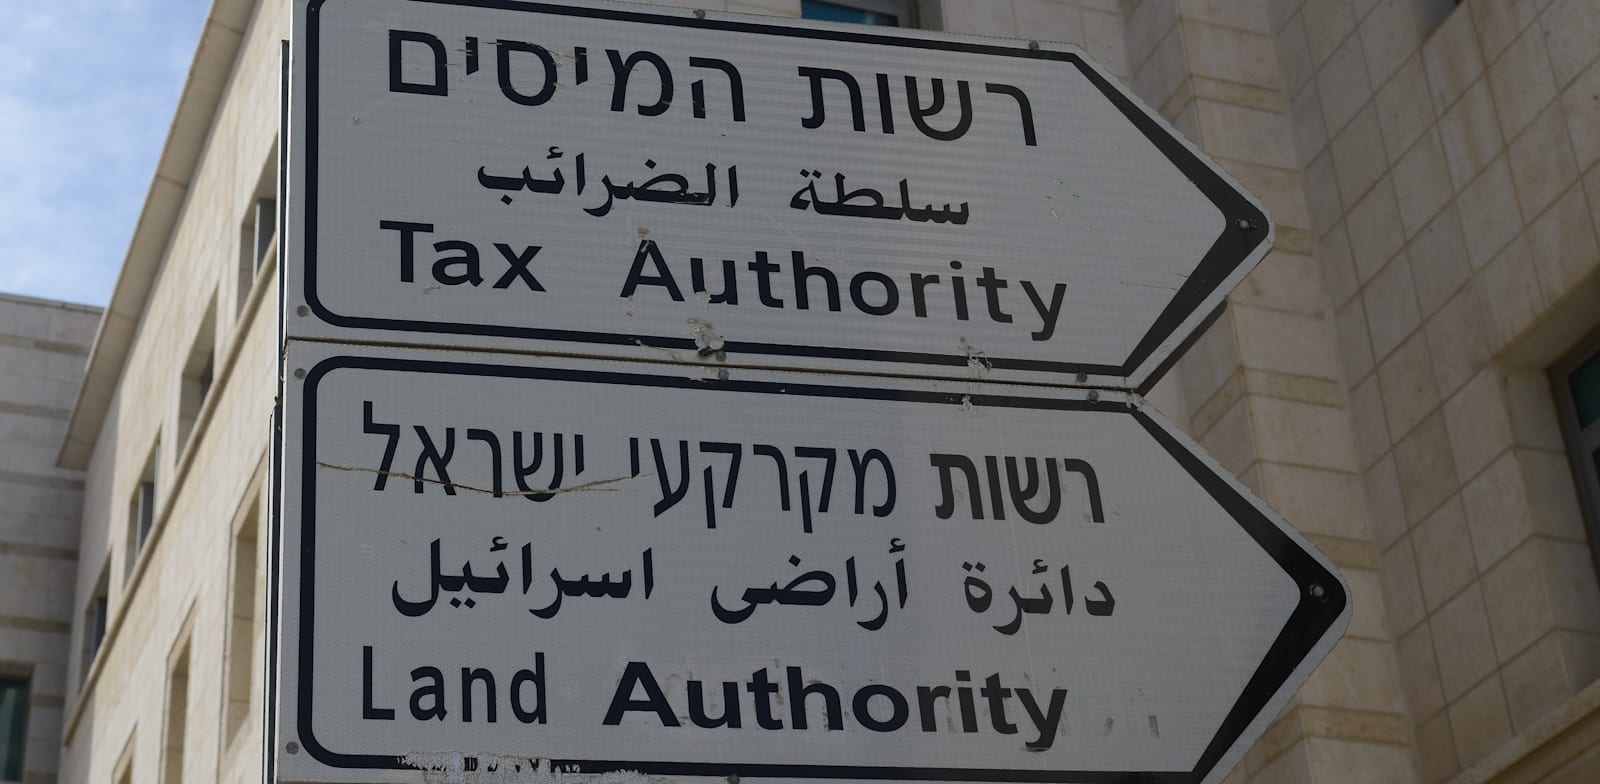 רשות המיסים
سلطة الضرائب
Tax Authority
רשות מקרקעי ישראל
دائرة أراضى اسرائيل
Land Authority